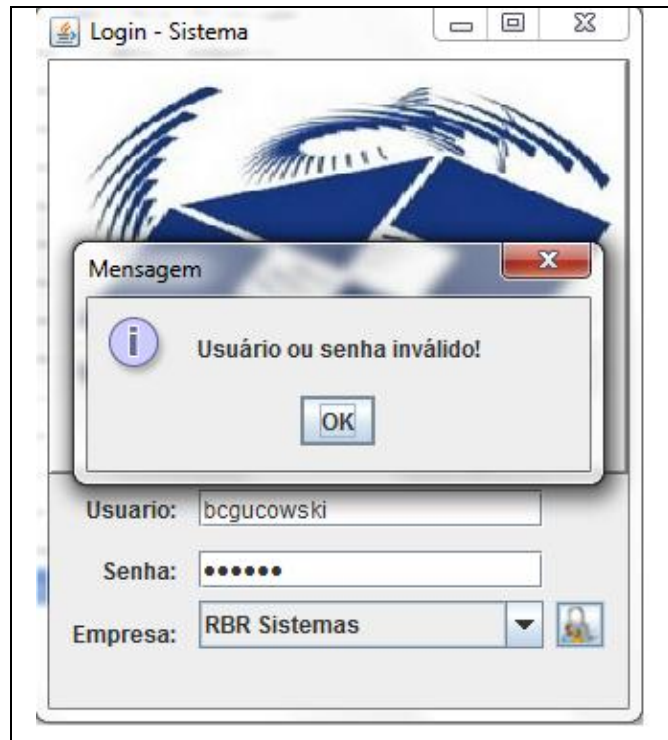 Login - Sistema
Mensagem
Usuário ou senha inválido!
OK
Usuario: bcgucowski
Senha: ••••••
Empresa: RBR Sistemas